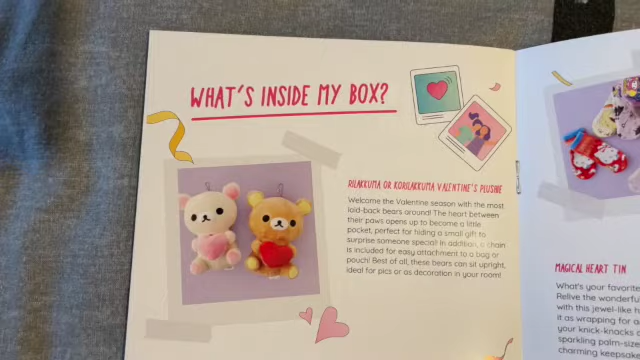 WHAT'S INSIDE MY BOX?
RILAKKUMA OR KORILAKKUMA VALENTINE'S PLUSHIE
Welcome the Valentine season with the most
laid-back bears around! The heart between
their paws opens up to become a little
pocket, perfect for hiding a small gift to
surprise someone special! In addition, a chain
is included for easy attachment to a bag or
pouch! Best of all, these bears can sit upright,
ideal for pics or as decoration in your room!
MAGICAL HEART TIN
What's your favorite
Relive the wonderful
with this jewel-like h
it as wrapping for a
your knick-knacks
sparkling palm-size
charming keepsake